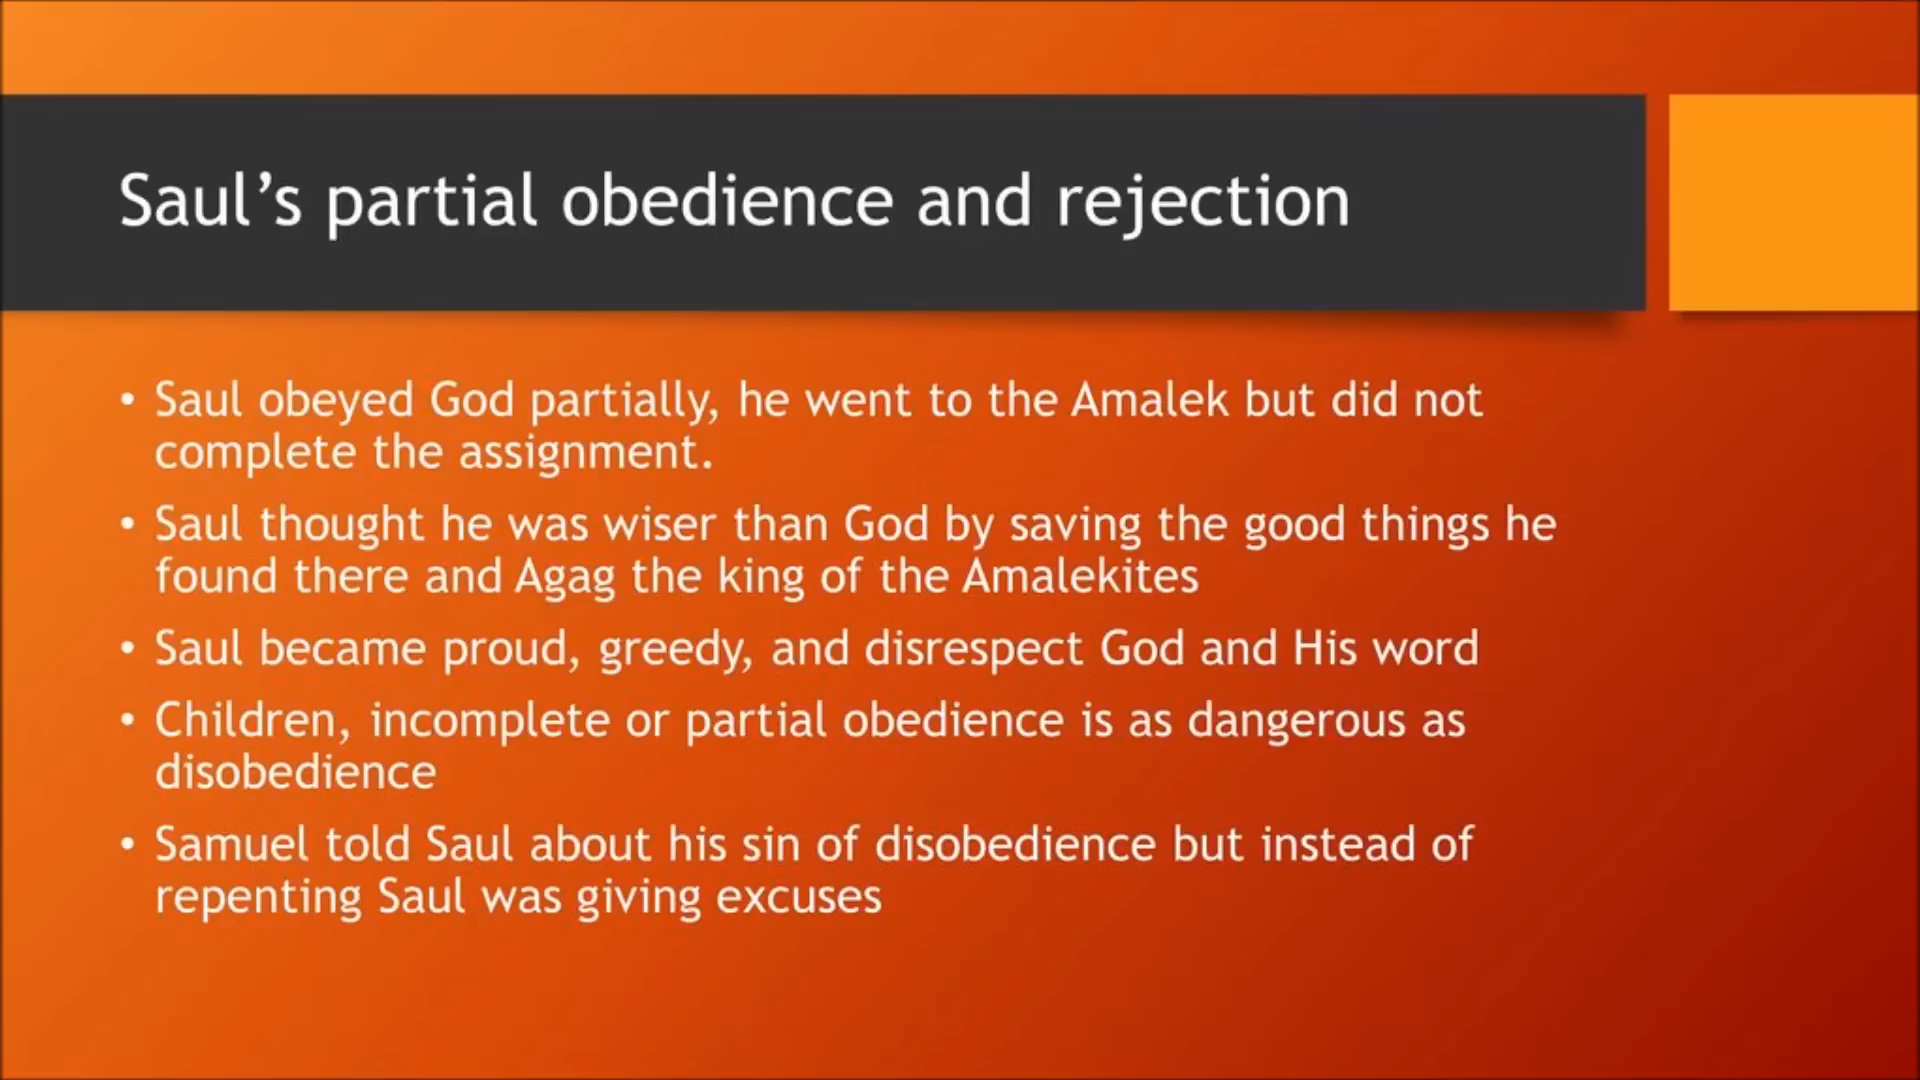 Saul’s partial obedience and rejection
• Saul obeyed God partially, he went to the Amalek but did not
complete the assignment.
• Saul thought he was wiser than God by saving the good things he
found there and Agag the king of the Amalekites
• Saul became proud, greedy, and disrespect God and His word
• Children, incomplete or partial obedience is as dangerous as
disobedience
• Samuel told Saul about his sin of disobedience but instead of
repenting Saul was giving excuses